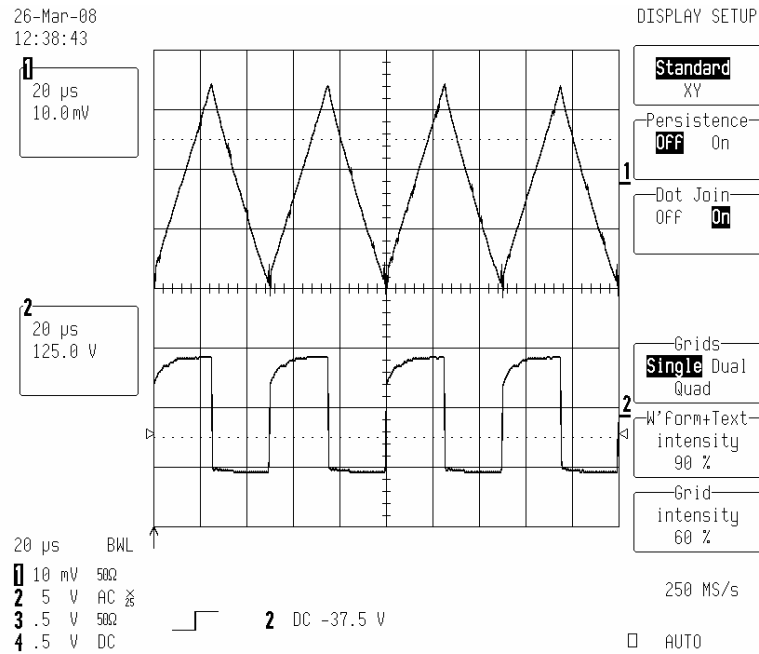 26-Mar-08
12:38:43
1
20 µs
10.0mV
2
20 µs
125.0 V
1
2
DISPLAY SETUP
Standard
XY
Persistence
Off On
Dot Join
Off On
Grids
Single Dual
Quad
W'form+Text
intensity
90 %
Grid
intensity
60 %
20 µs BWL
1 10 mV 50Ω
2 5 V AC ×25
3 .5 V 50Ω
4 .5 V DC
2 DC -37.5 V
250 MS/s
AUTO